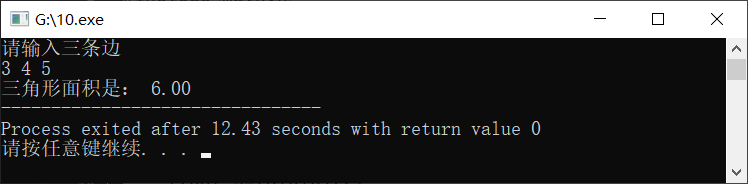 G:\10.exe
请输入三条边
3 4 5
三角形面积是： 6.00
--------------------------------
Process exited after 12.43 seconds with return value 0
请按任意键继续. . .